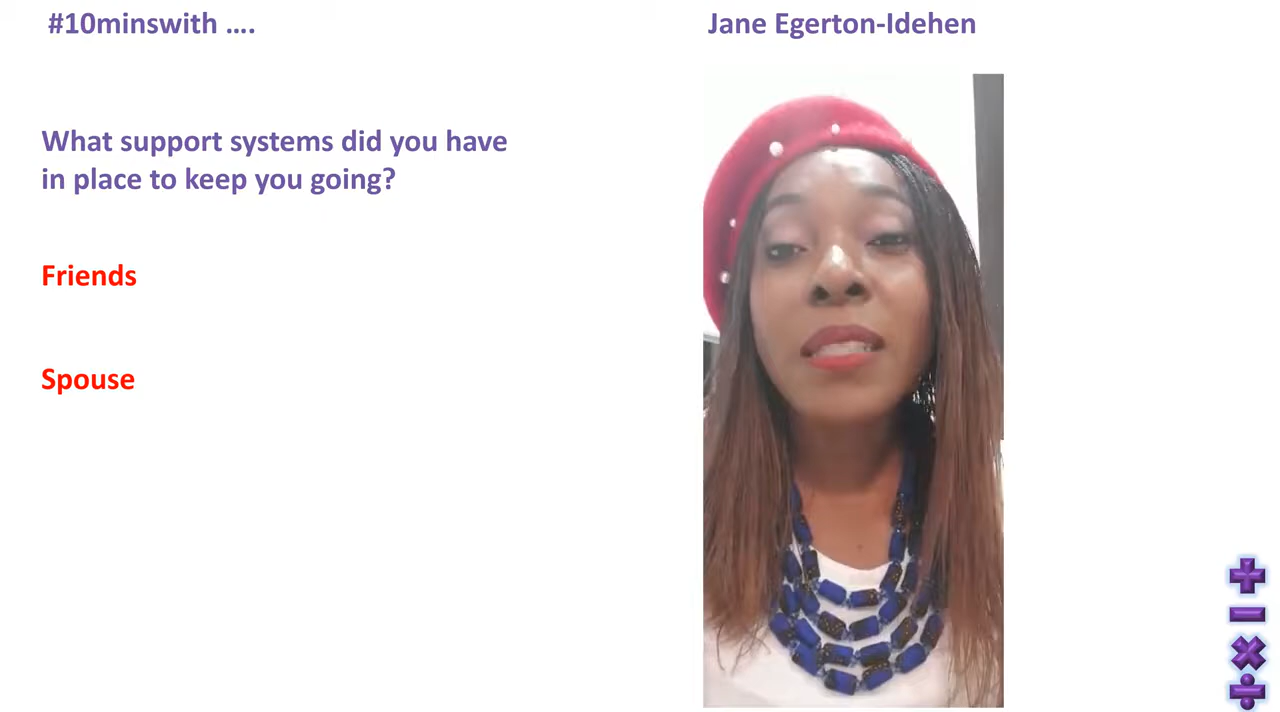 #10minswith ....
Jane Egerton-Idehen
What support systems did you have
in place to keep you going?
Friends
Spouse